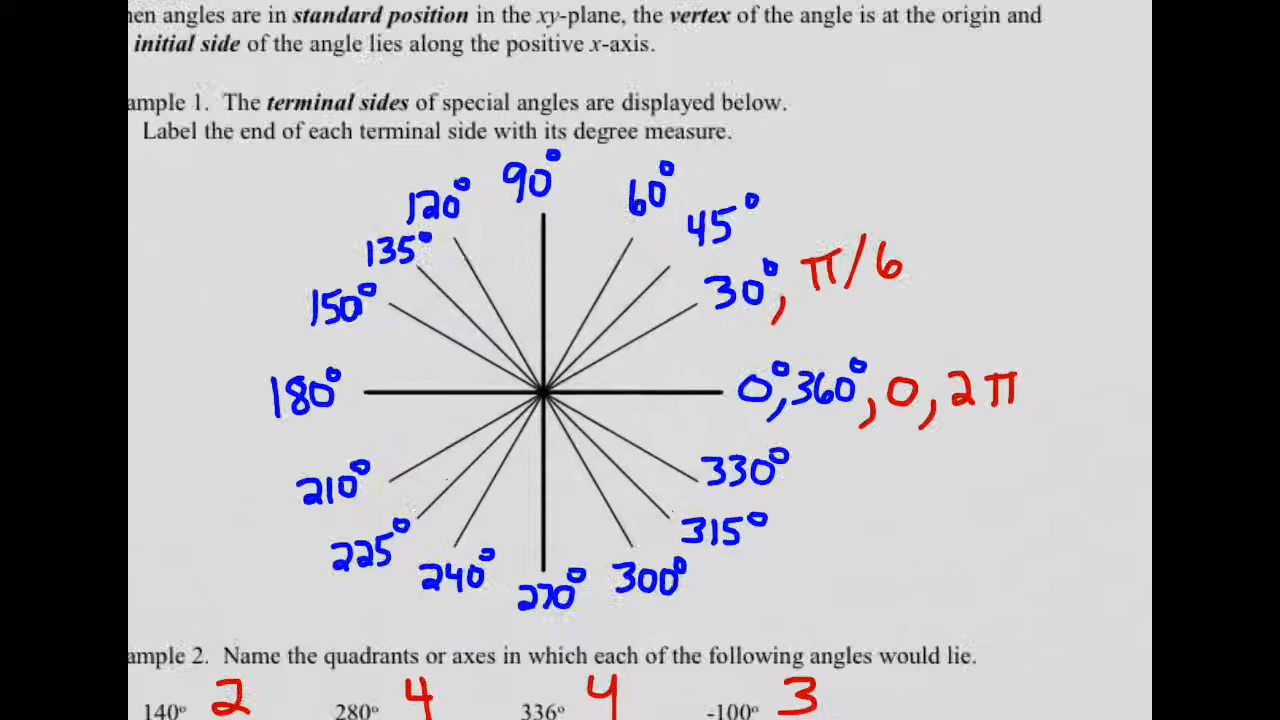 hen angles are in standard position in the xy-plane, the vertex of the angle is at the origin and
initial side of the angle lies along the positive x-axis.
ample 1. The terminal sides of special angles are displayed below.
Label the end of each terminal side with its degree measure.
90°
120°
60°
135°
45°
150°
30°, π/6
180°
0°, 360°, 0, 2π
210°
330°
225°
315°
240°
270°
300°
ample 2. Name the quadrants or axes in which each of the following angles would lie.
140° 2 280° 4 336° 4 -100° 3